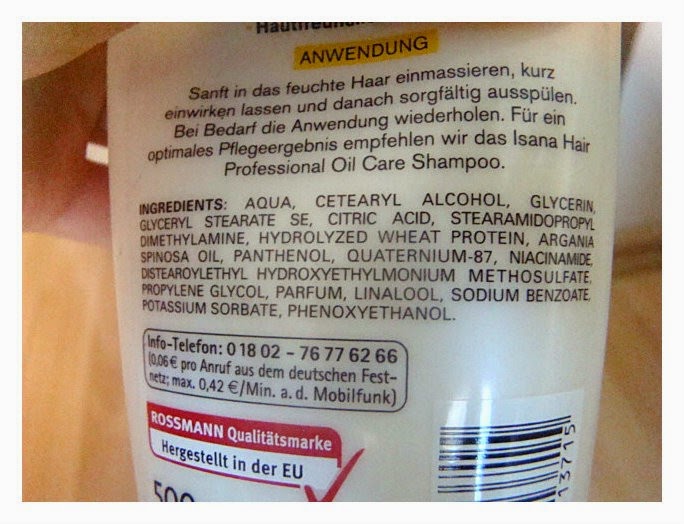 ANWENDUNG
Sanft in das feuchte Haar einmassieren, kurz
einwirken lassen und danach sorgfältig ausspülen.
Bei Bedarf die Anwendung wiederholen. Für ein
optimales Pflegeergebnis empfehlen wir das Isana Hair
Professional Oil Care Shampoo.
INGREDIENTS: AQUA, CETEARYL ALCOHOL, GLYCERIN,
GLYCERYL STEARATE SE, CITRIC ACID, STEARAMIDOPROPYL
DIMETHYLAMINE, HYDROLYZED WHEAT PROTEIN, ARGANIA
SPINOSA OIL, PANTHENOL, QUATERNIUM-87, NIACINAMIDE,
DISTEAROYLETHYL HYDROXYETHYLMONIUM METHOSULFATE,
PROPYLENE GLYCOL, PARFUM, LINALOOL, SODIUM BENZOATE,
POTASSIUM SORBATE, PHENOXYETHANOL.
Info-Telefon: 0 18 02 - 76 77 62 66
(0,06 € pro Anruf aus dem deutschen Fest-
netz; max. 0,42 €/Min. a. d. Mobilfunk)
ROSSMANN Qualitätsmarke
Hergestellt in der EU
500
13715